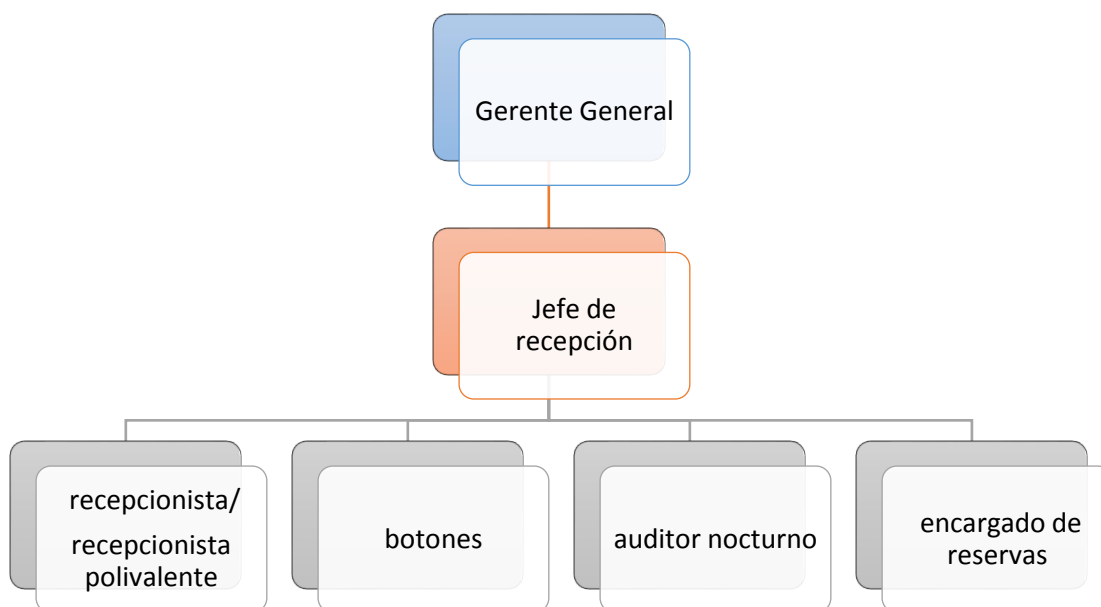 Gerente General
Jefe de
recepción
recepcionista/
recepcionista
polivalente
botones
auditor nocturno
encargado de
reservas